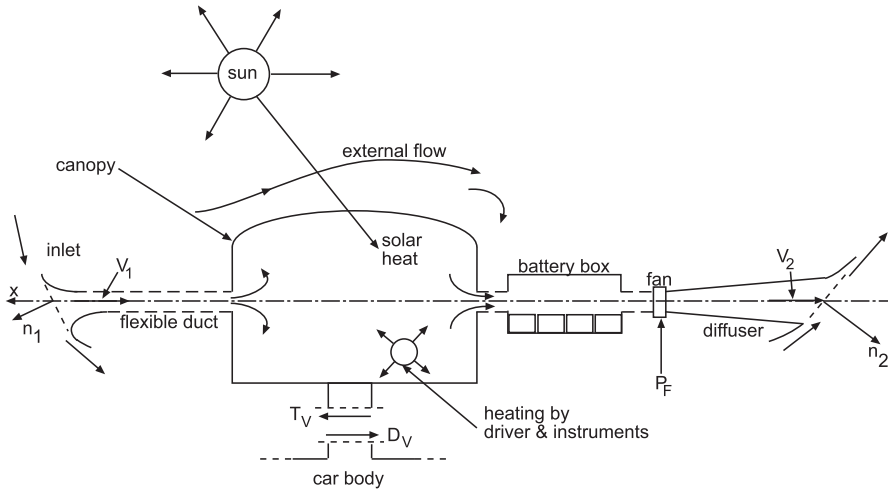 sun
external flow
canopy
solar
heat
inlet
V1
x
n1
flexible duct
battery box
fan
V2
diffuser
n2
PF
TV
DV
heating by
driver & instruments
car body